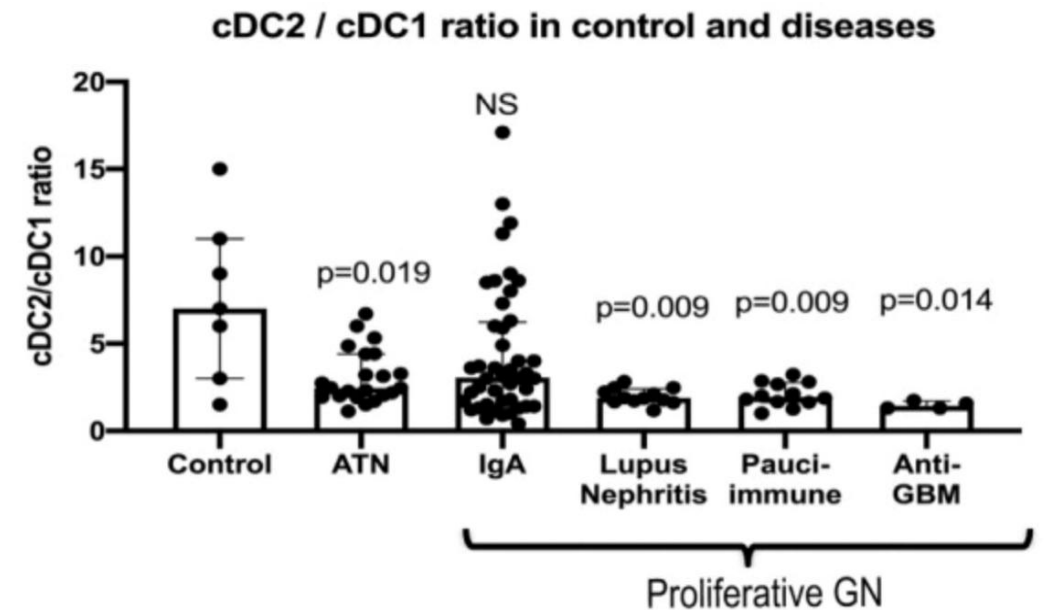 cDC2 / cDC1 ratio in control and diseases
cDC2/cDC1 ratio
20
15
10
5
0
NS
p=0.019
p=0.009
p=0.009
p=0.014
Control
ATN
IgA
Lupus
Nephritis
Pauci-
immune
Anti-
GBM
Proliferative GN